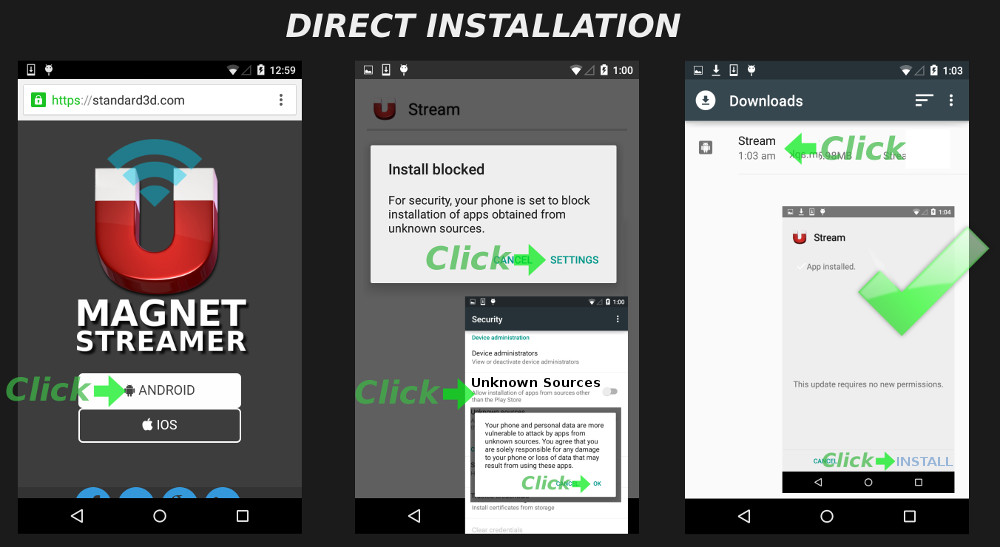 DIRECT INSTALLATION
12:59
https://standard3d.com
MAGNET
STREAMER
Click
ANDROID
IOS
1:00
Stream
Install blocked
For security, your phone is set to block
installation of apps obtained from
unknown sources.
Click
CANCEL
SETTINGS
1:00
Security
Device administration
Device administrators
View or deactivate device administrators
Click
Unknown Sources
Allow installation of apps from sources other
than the Play Store
Your phone and personal data are more
vulnerable to attack by apps from
unknown sources. You agree that you
are solely responsible for any damage
to your phone or loss of data that may
result from using these apps.
Click
CANCEL
OK
Install certificates from storage
Clear credentials
1:03
Downloads
Stream
Click
1:03 am
1:04
Stream
App installed.
This update requires no new permissions.
CANCEL
Click
INSTALL